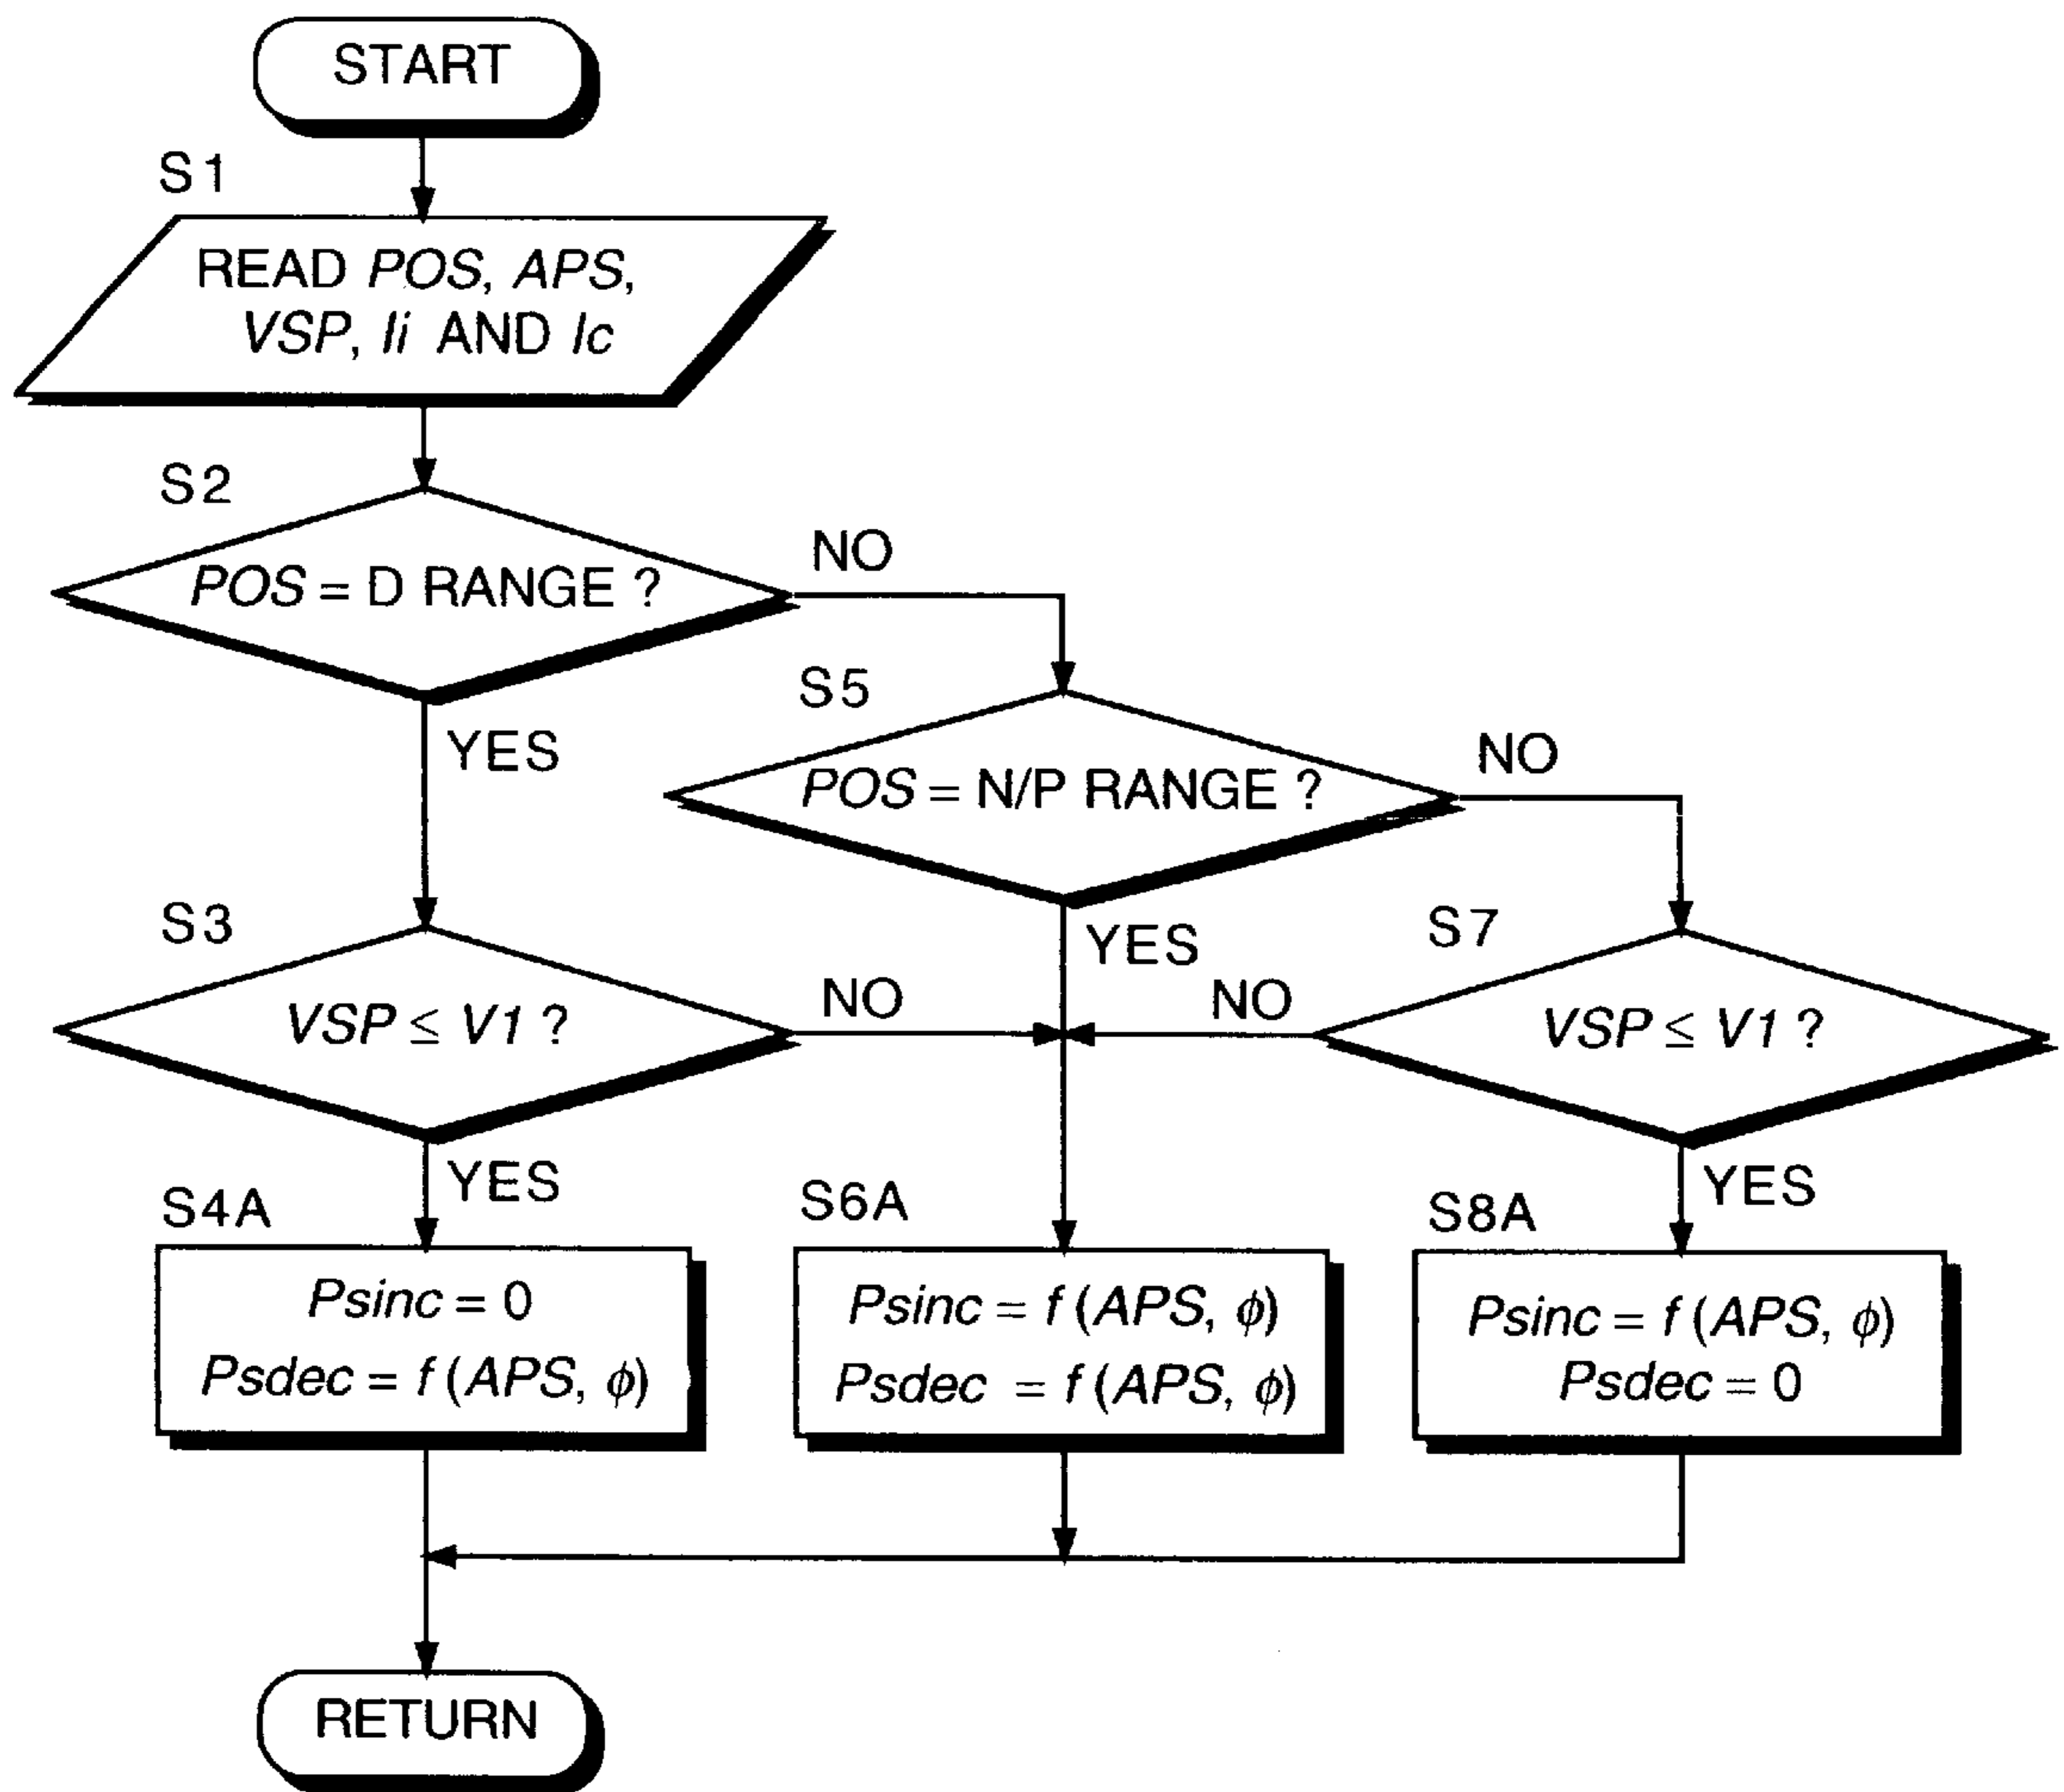 START
S1
READ POS, APS,
VSP, Ii AND Ic
S2
POS = D RANGE ?
NO
YES
S5
POS = N/P RANGE ?
NO
YES
S3
VSP ≤ V1 ?
NO
YES
S7
VSP ≤ V1 ?
NO
YES
S4A
Psinc = 0
Psdec = f (APS, ϕ)
S6A
Psinc = f (APS, ϕ)
Psdec = f (APS, ϕ)
S8A
Psinc = f (APS, ϕ)
Psdec = 0
RETURN